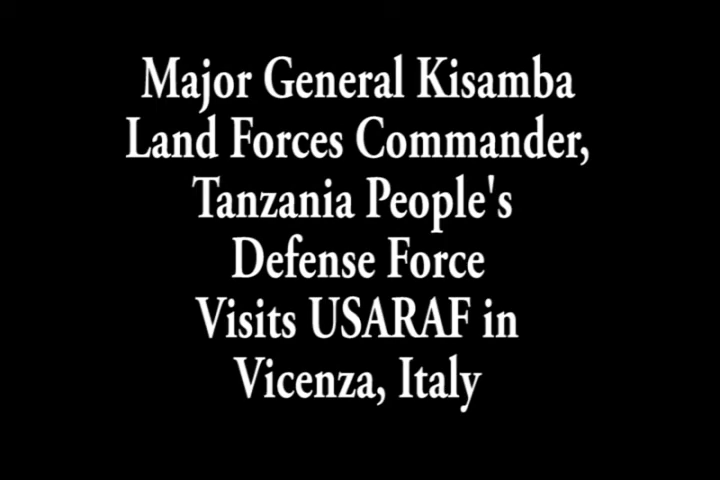 Major General Kisamba
Land Forces Commander,
Tanzania People's
Defense Force
Visits USARAF in
Vicenza, Italy